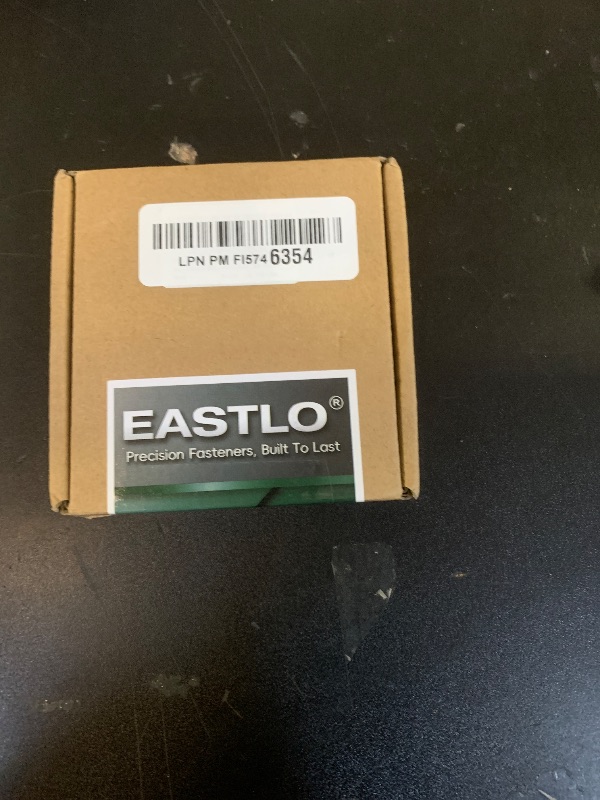 LPN PM FI5746354
EASTLO®
Precision Fasteners, Built To Last